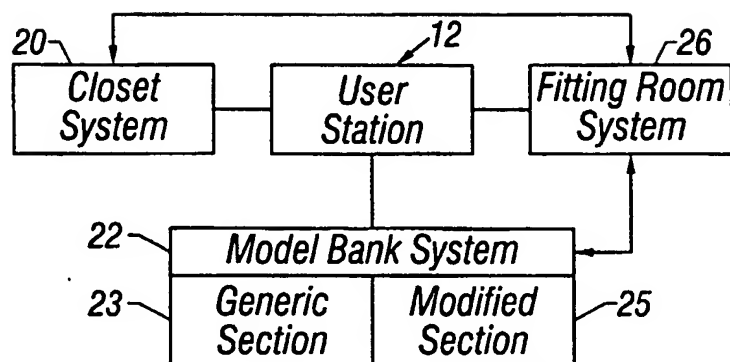 20
12
26
Closet
System
User
Station
Fitting Room
System
22
Model Bank System
23
Generic
Section
Modified
Section
25